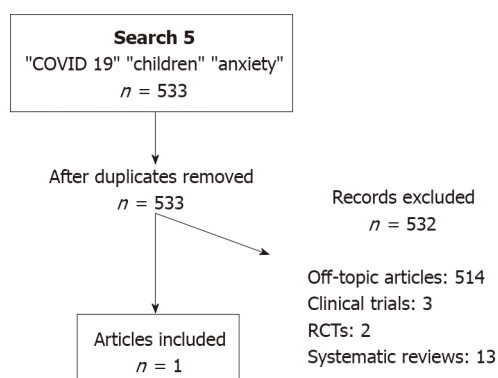 Search 5
"COVID 19" "children" "anxiety"
n = 533
After duplicates removed
n = 533
Records excluded
n = 532
Off-topic articles: 514
Clinical trials: 3
RCTs: 2
Systematic reviews: 13
Articles included
n = 1